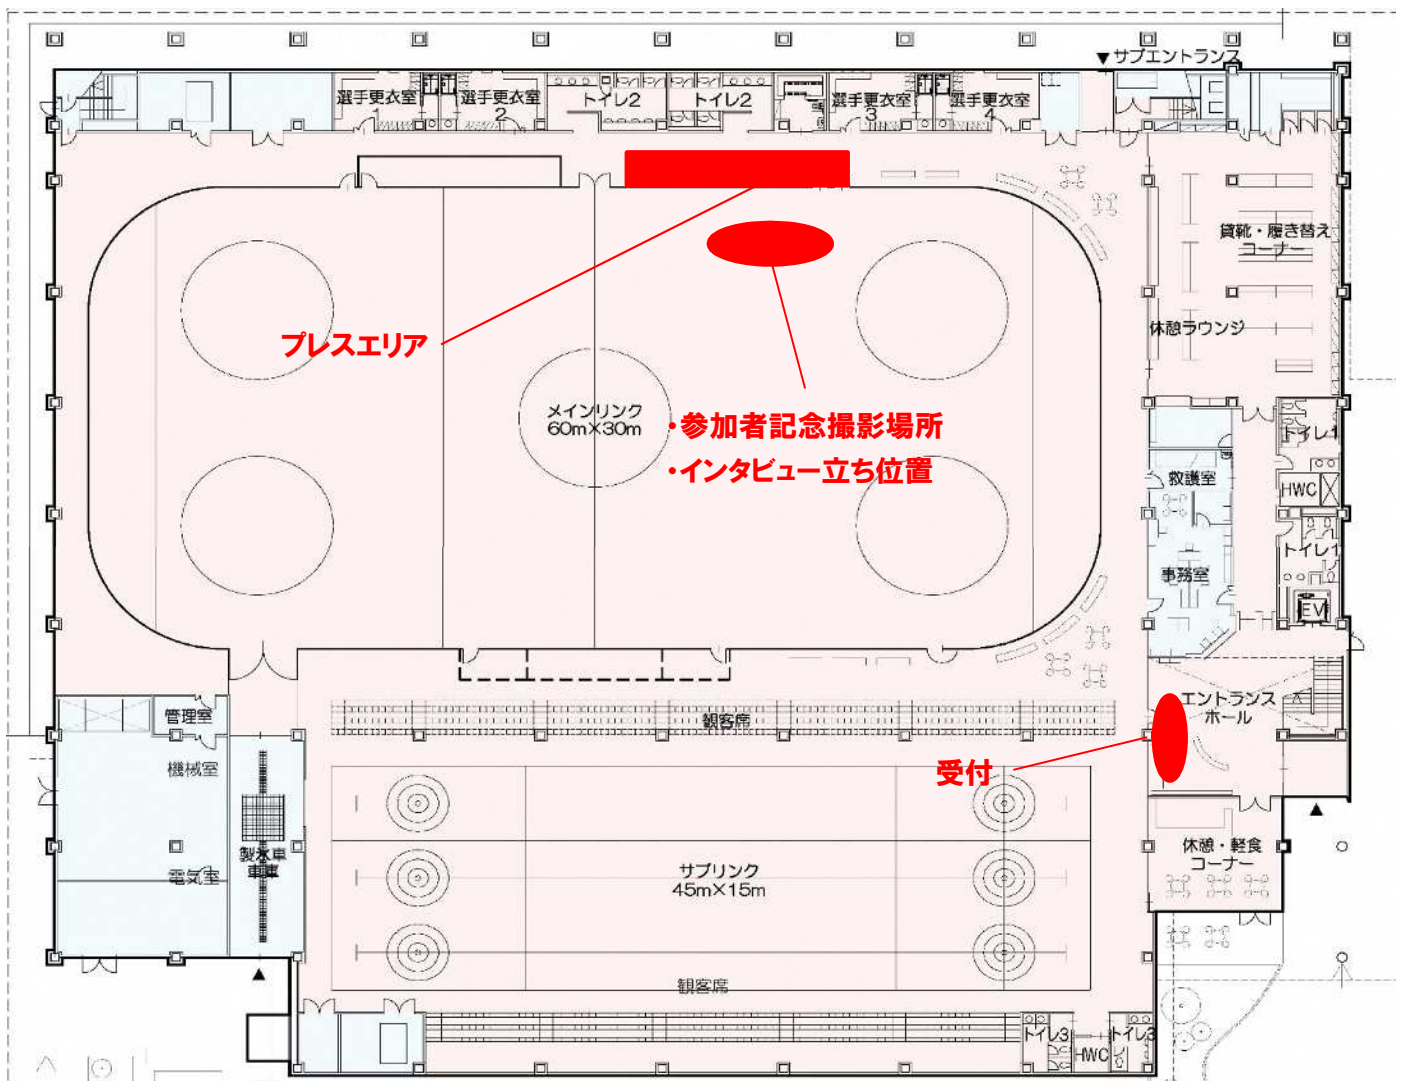 ▼サブエントランス
選手更衣室
1
選手更衣室
2
トイレ2
トイレ2
選手更衣室
3
選手更衣室
4
貸靴・履き替え
コーナー
休憩ラウンジ
プレスエリア
メインリンク
60m×30m
・参加者記念撮影場所
・インタビュー立ち位置
トイレ1
救護室
HWC
トイレ1
事務室
EV
エントランス
ホール
管理室
観客席
受付
機械室
製氷車
車庫
電気室
サブリンク
45m×15m
休憩・軽食
コーナー
観客席
トイレ3
HWC
トイレ3